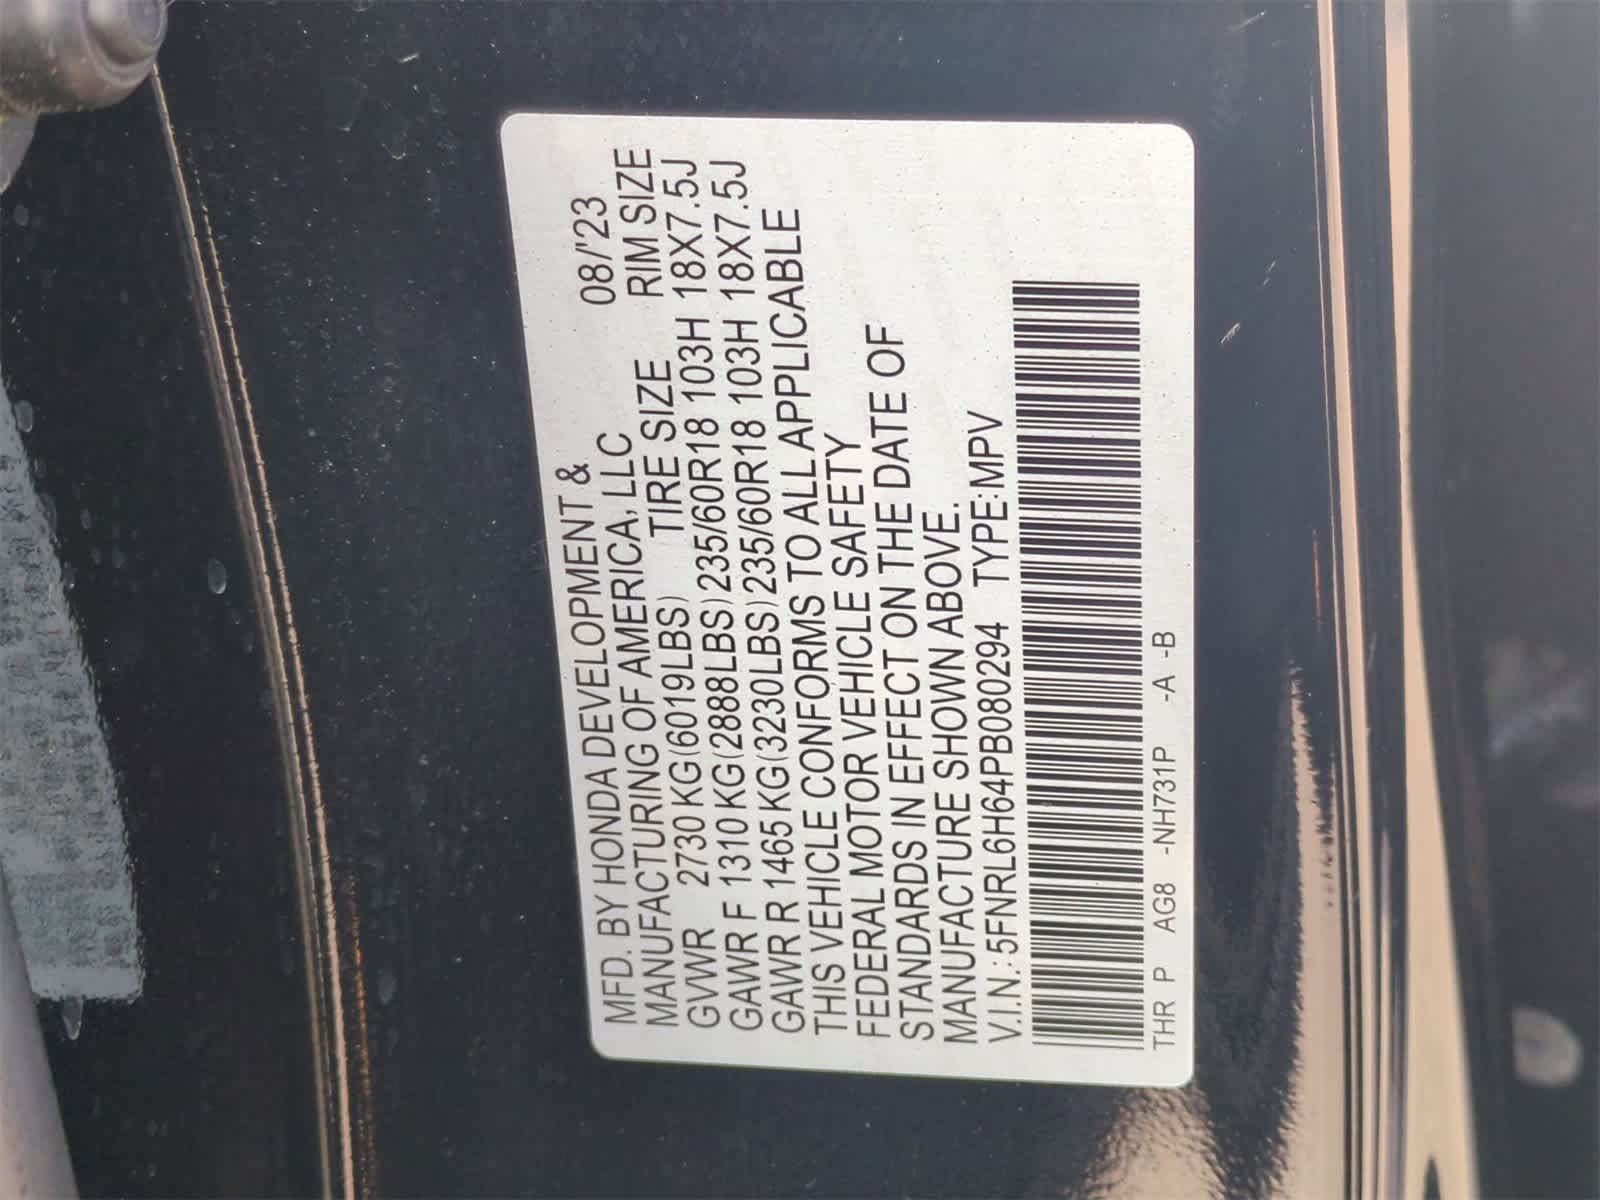 MFD. BY HONDA DEVELOPMENT & 08/'23
MANUFACTURING OF AMERICA, LLC
GVWR 2730 KG(6019LBS) TIRE SIZE RIM SIZE
GAWR F 1310 KG(2888LBS)235/60R18 103H 18X7.5J
GAWR R 1465 KG(3230LBS)235/60R18 103H 18X7.5J
THIS VEHICLE CONFORMS TO ALL APPLICABLE
FEDERAL MOTOR VEHICLE SAFETY
STANDARDS IN EFFECT ON THE DATE OF
MANUFACTURE SHOWN ABOVE.
V.I.N.:5FNRL6H64PB080294 TYPE:MPV
THR P AG8 -NH731P -A -B